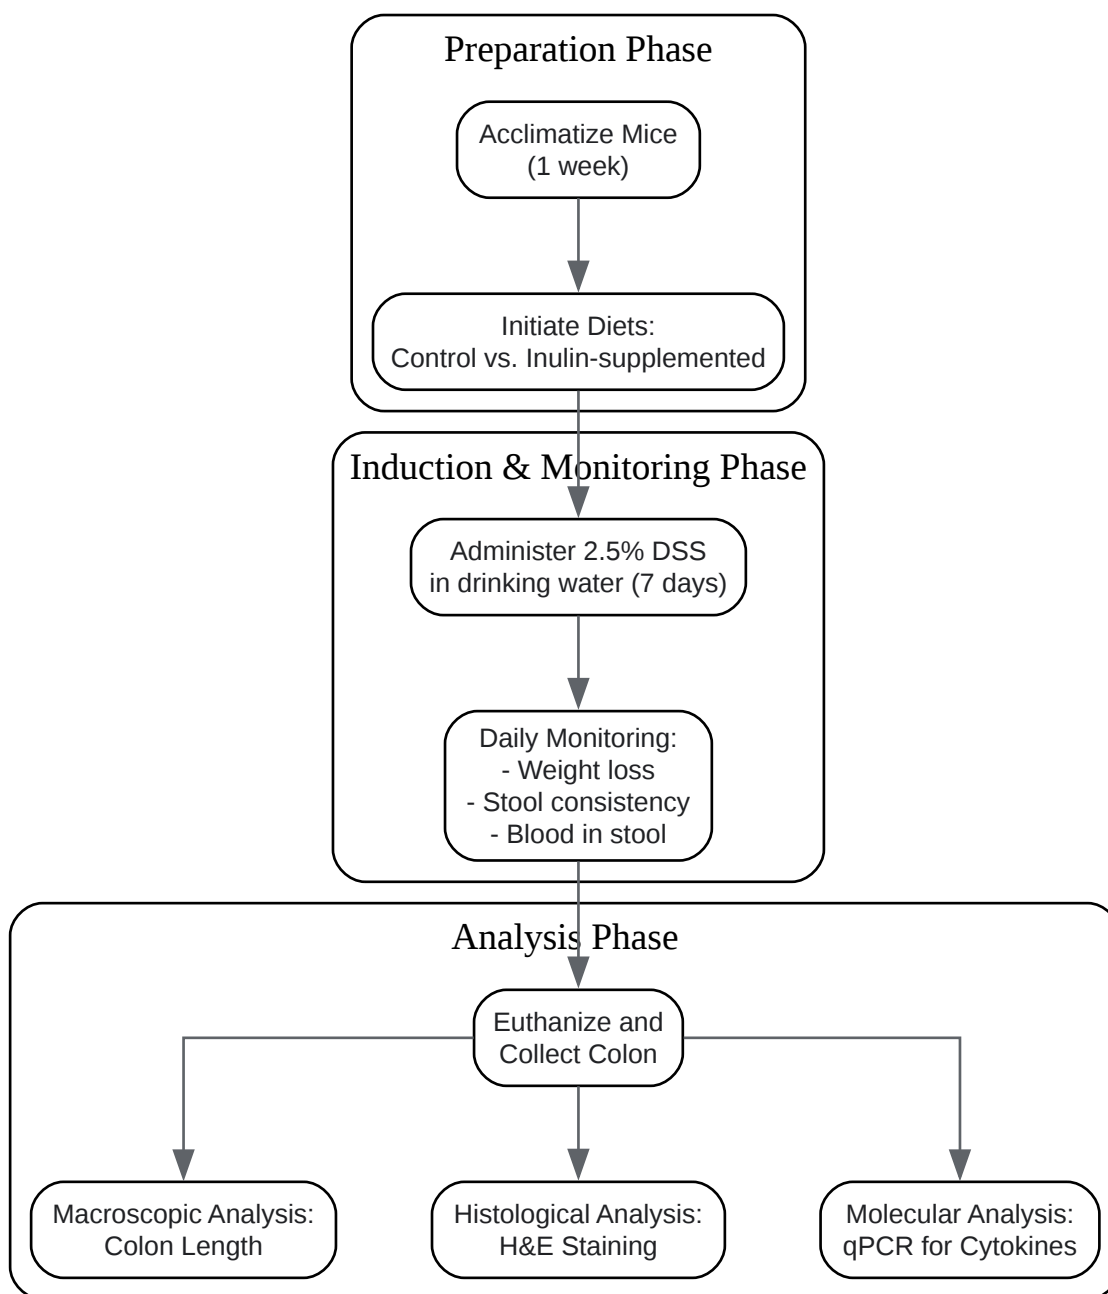 Preparation Phase
Acclimatize Mice
(1 week)
Initiate Diets:
Control vs. Inulin-supplemented
Induction & Monitoring Phase
Administer 2.5% DSS
in drinking water (7 days)
Daily Monitoring:
- Weight loss
- Stool consistency
- Blood in stool
Analysis Phase
Euthanize and
Collect Colon
Macroscopic Analysis:
Colon Length
Histological Analysis:
H&E Staining
Molecular Analysis:
qPCR for Cytokines